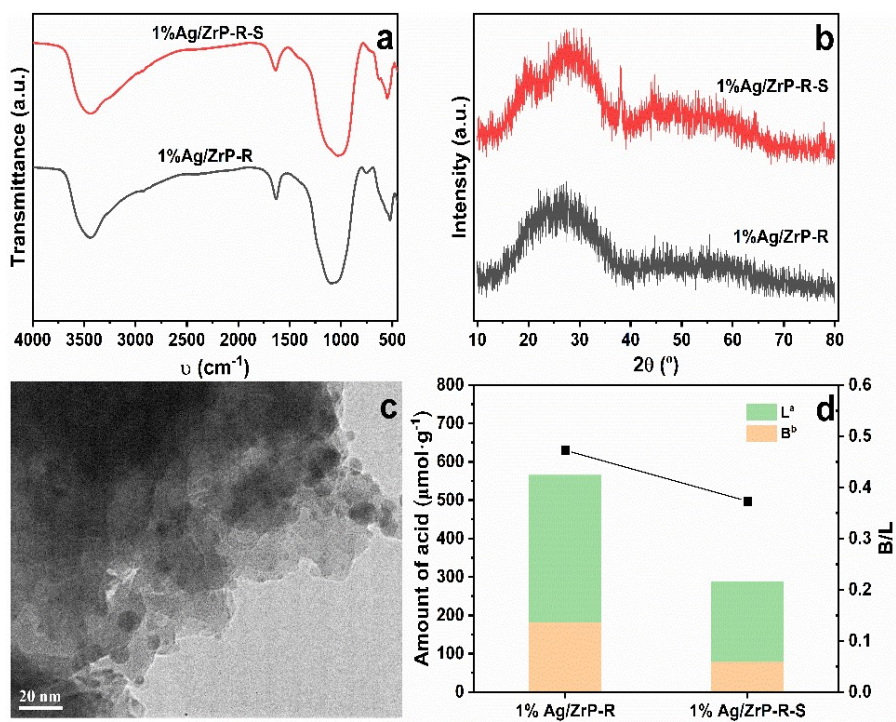 a
1%Ag/ZrP-R-S
1%Ag/ZrP-R
Transmittance (a.u.)
4000 3500 3000 2500 2000 1500 1000 500
υ (cm⁻¹)
b
1%Ag/ZrP-R-S
1%Ag/ZrP-R
Intensity (a.u.)
10 20 30 40 50 60 70 80
2θ (°)
c
20 nm
d
Lᵃ
Bᵇ
Amount of acid (μmol·g⁻¹)
800
700
600
500
400
300
200
100
0
0.6
0.5
0.4
0.3
0.2
0.1
0.0
B/L
1% Ag/ZrP-R 1% Ag/ZrP-R-S